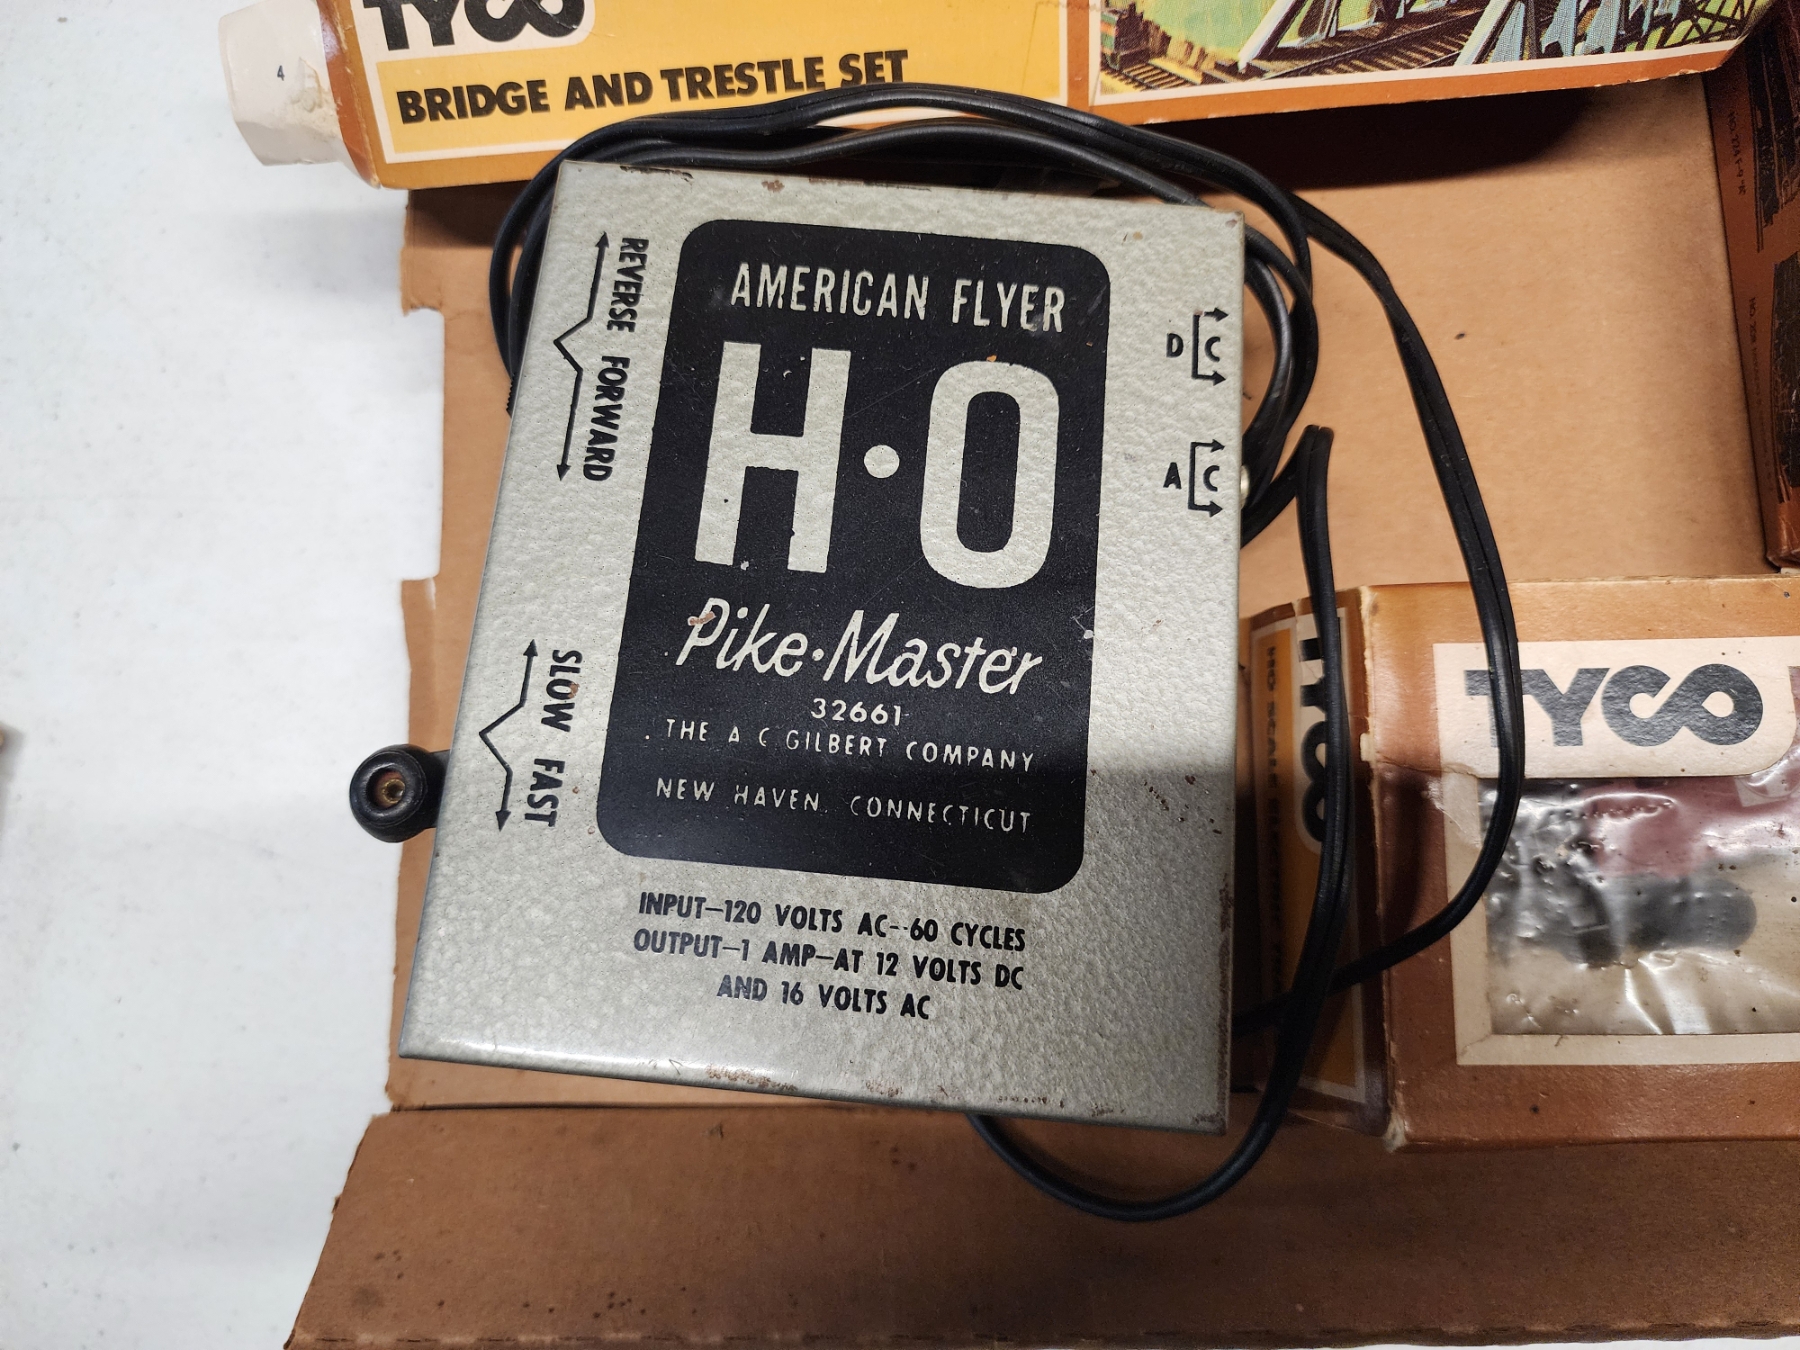 TYCO
BRIDGE AND TRESTLE SET
4
AMERICAN FLYER
H·O
Pike·Master
32661
THE A C GILBERT COMPANY
NEW HAVEN, CONNECTICUT
INPUT—120 VOLTS AC--60 CYCLES
OUTPUT—1 AMP—AT 12 VOLTS DC
AND 16 VOLTS AC
REVERSE FORWARD
SLOW FAST
DC
AC
TYCO
TYCO